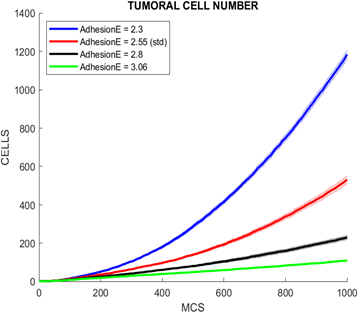 TUMORAL CELL NUMBER
1400
1200
1000
800
600
400
200
0
CELLS
AdhesionE = 2.3
AdhesionE = 2.55 (std)
AdhesionE = 2.8
AdhesionE = 3.06
0 200 400 600 800 1000
MCS